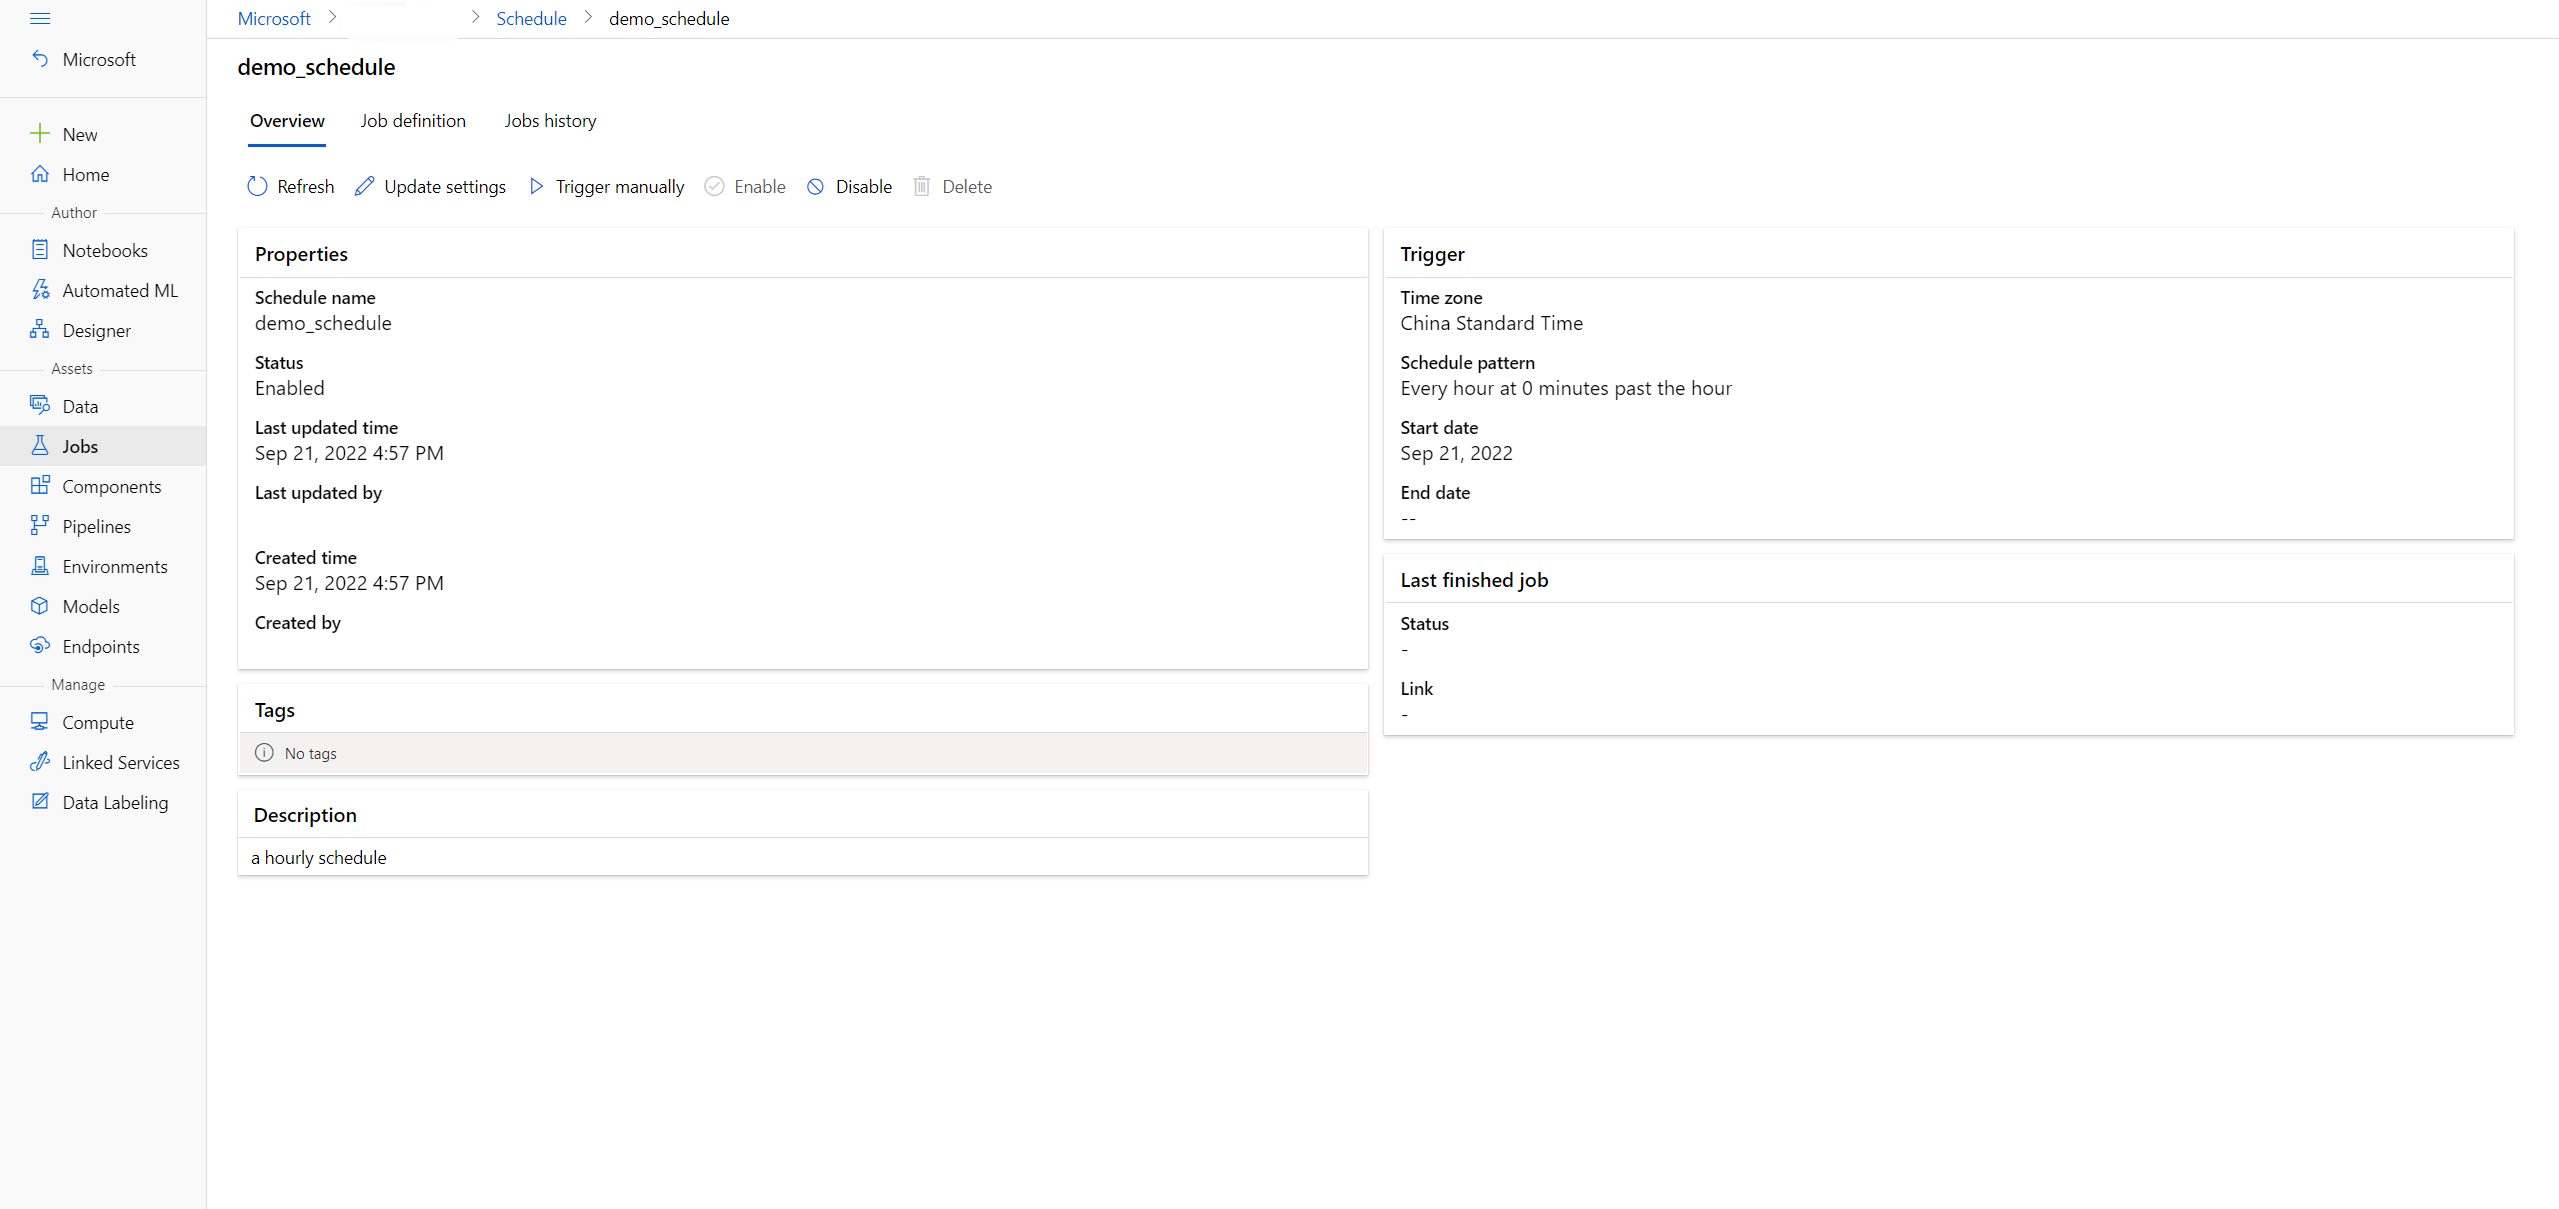 Microsoft
Schedule
demo_schedule
Microsoft
New
Home
Author
Notebooks
Automated ML
Designer
Assets
Data
Jobs
Components
Pipelines
Environments
Models
Endpoints
Manage
Compute
Linked Services
Data Labeling
demo_schedule
Overview
Job definition
Jobs history
Refresh
Update settings
Trigger manually
Enable
Disable
Delete
Properties
Schedule name
demo_schedule
Status
Enabled
Last updated time
Sep 21, 2022 4:57 PM
Last updated by
Created time
Sep 21, 2022 4:57 PM
Created by
Tags
No tags
Description
a hourly schedule
Trigger
Time zone
China Standard Time
Schedule pattern
Every hour at 0 minutes past the hour
Start date
Sep 21, 2022
End date
--
Last finished job
Status
-
Link
-